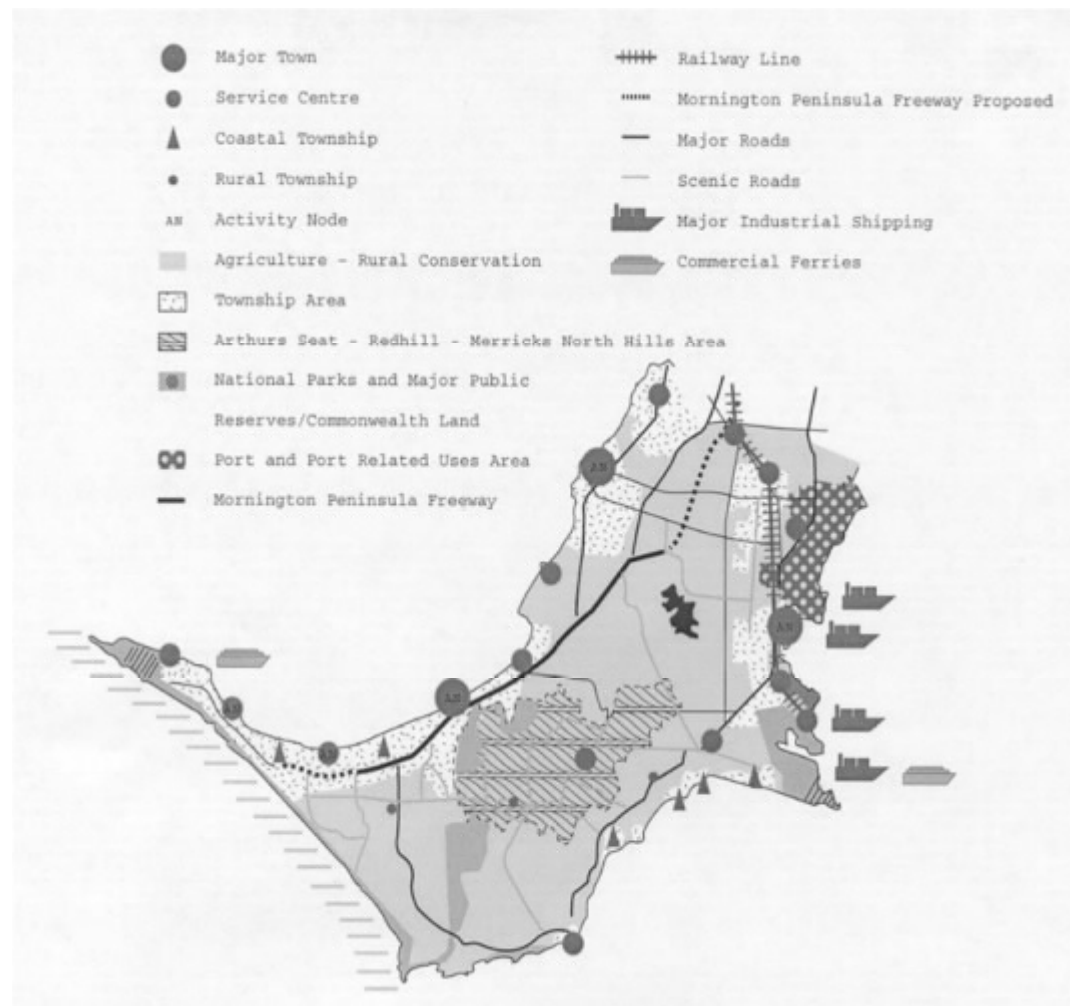 Major Town
Service Centre
Coastal Township
Rural Township
AN Activity Node
Agriculture - Rural Conservation
Township Area
Arthurs Seat - Redhill - Merricks North Hills Area
National Parks and Major Public
Reserves/Commonwealth Land
Port and Port Related Uses Area
Mornington Peninsula Freeway
Railway Line
Mornington Peninsula Freeway Proposed
Major Roads
Scenic Roads
Major Industrial Shipping
Commercial Ferries
AN
AN
AN
AN
AN